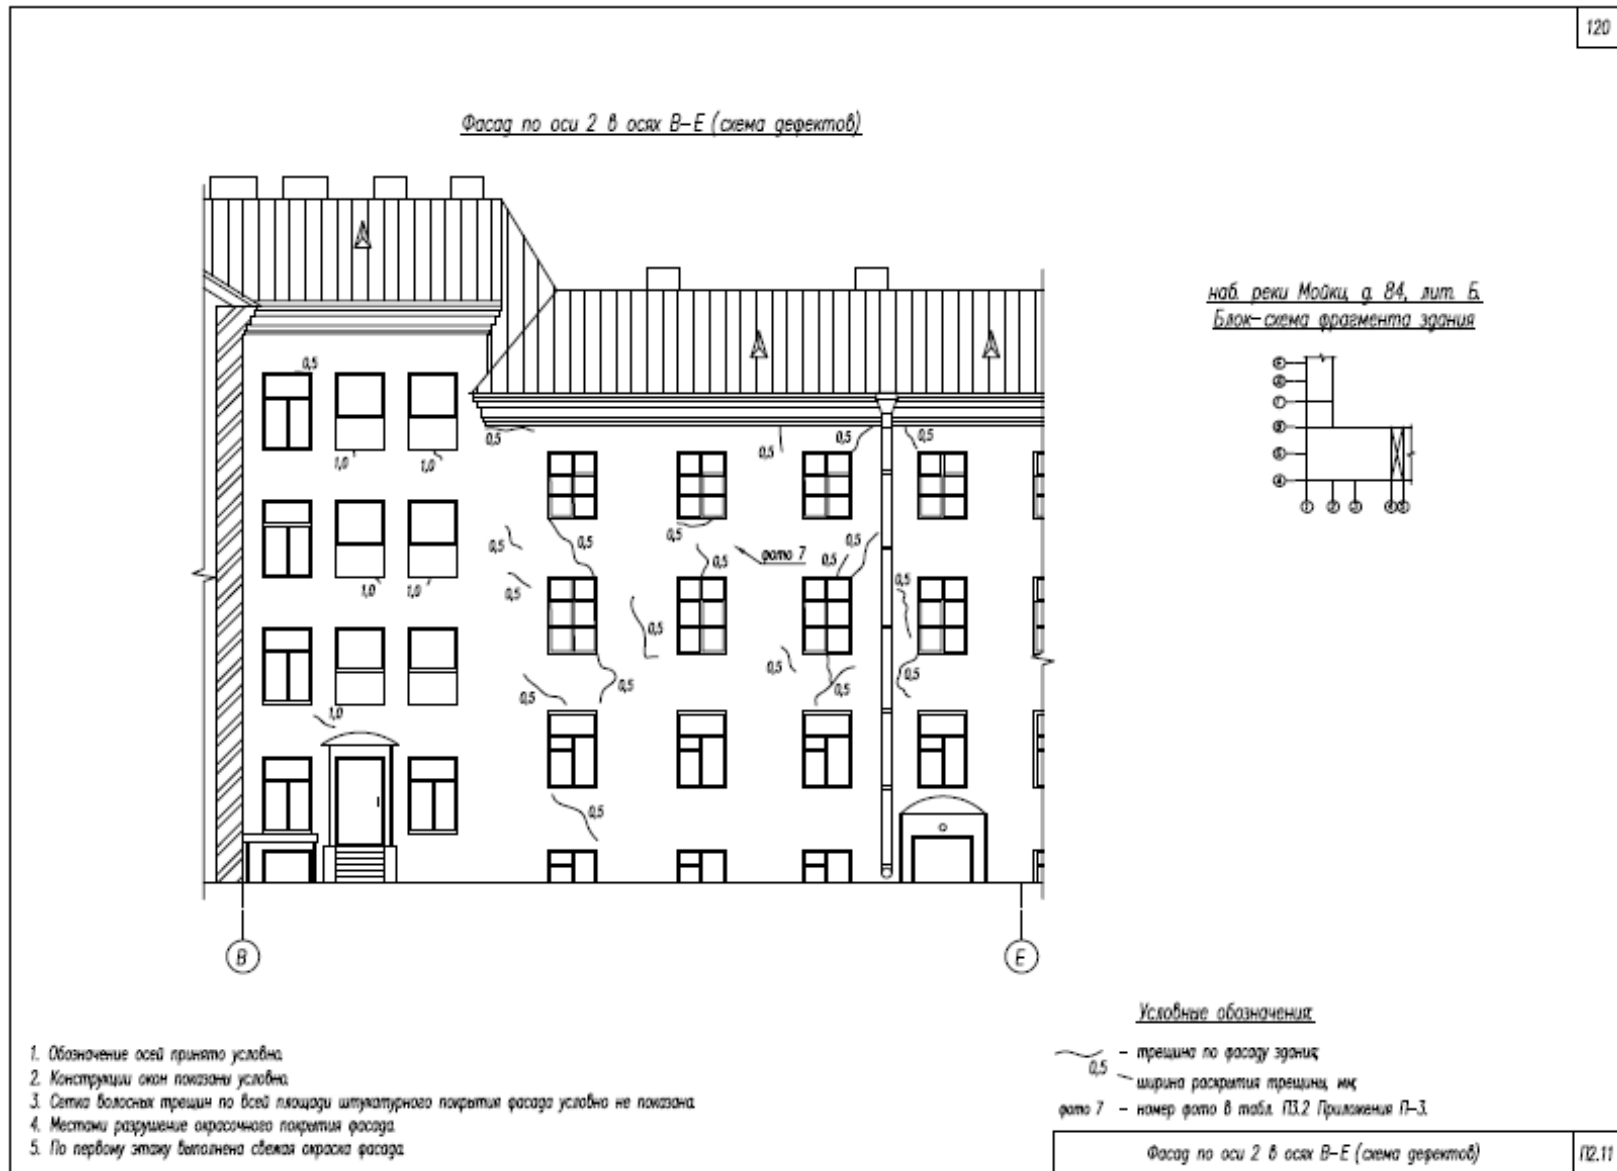 120
Фасад по оси 2 в осях В–Е (схема дефектов)
наб. реки Мойки, д. 84, лит. Б.
Блок-схема фрагмента здания
0,5
1,0
1,0
0,5
0,5
0,5
0,5
0,5
0,5
0,5
0,5
0,5
0,5
фото 7
1,0
1,0
0,5
0,5
0,5
0,5
0,5
0,5
0,5
0,5
0,5
1,0
0,5
В
Е
1 2 3
Условные обозначения:
– трещина по фасаду здания;
0,5
ширина раскрытия трещины, мм;
фото 7 – номер фото в табл. П3.2 Приложения П–3.
1. Обозначение осей принято условно.
2. Конструкции окон показаны условно.
3. Сетка волосных трещин по всей площади штукатурного покрытия фасада условно не показана.
4. Местами разрушение окрасочного покрытия фасада.
5. По первому этажу выполнена свежая окраска фасада.
Фасад по оси 2 в осях В–Е (схема дефектов)
П2.11